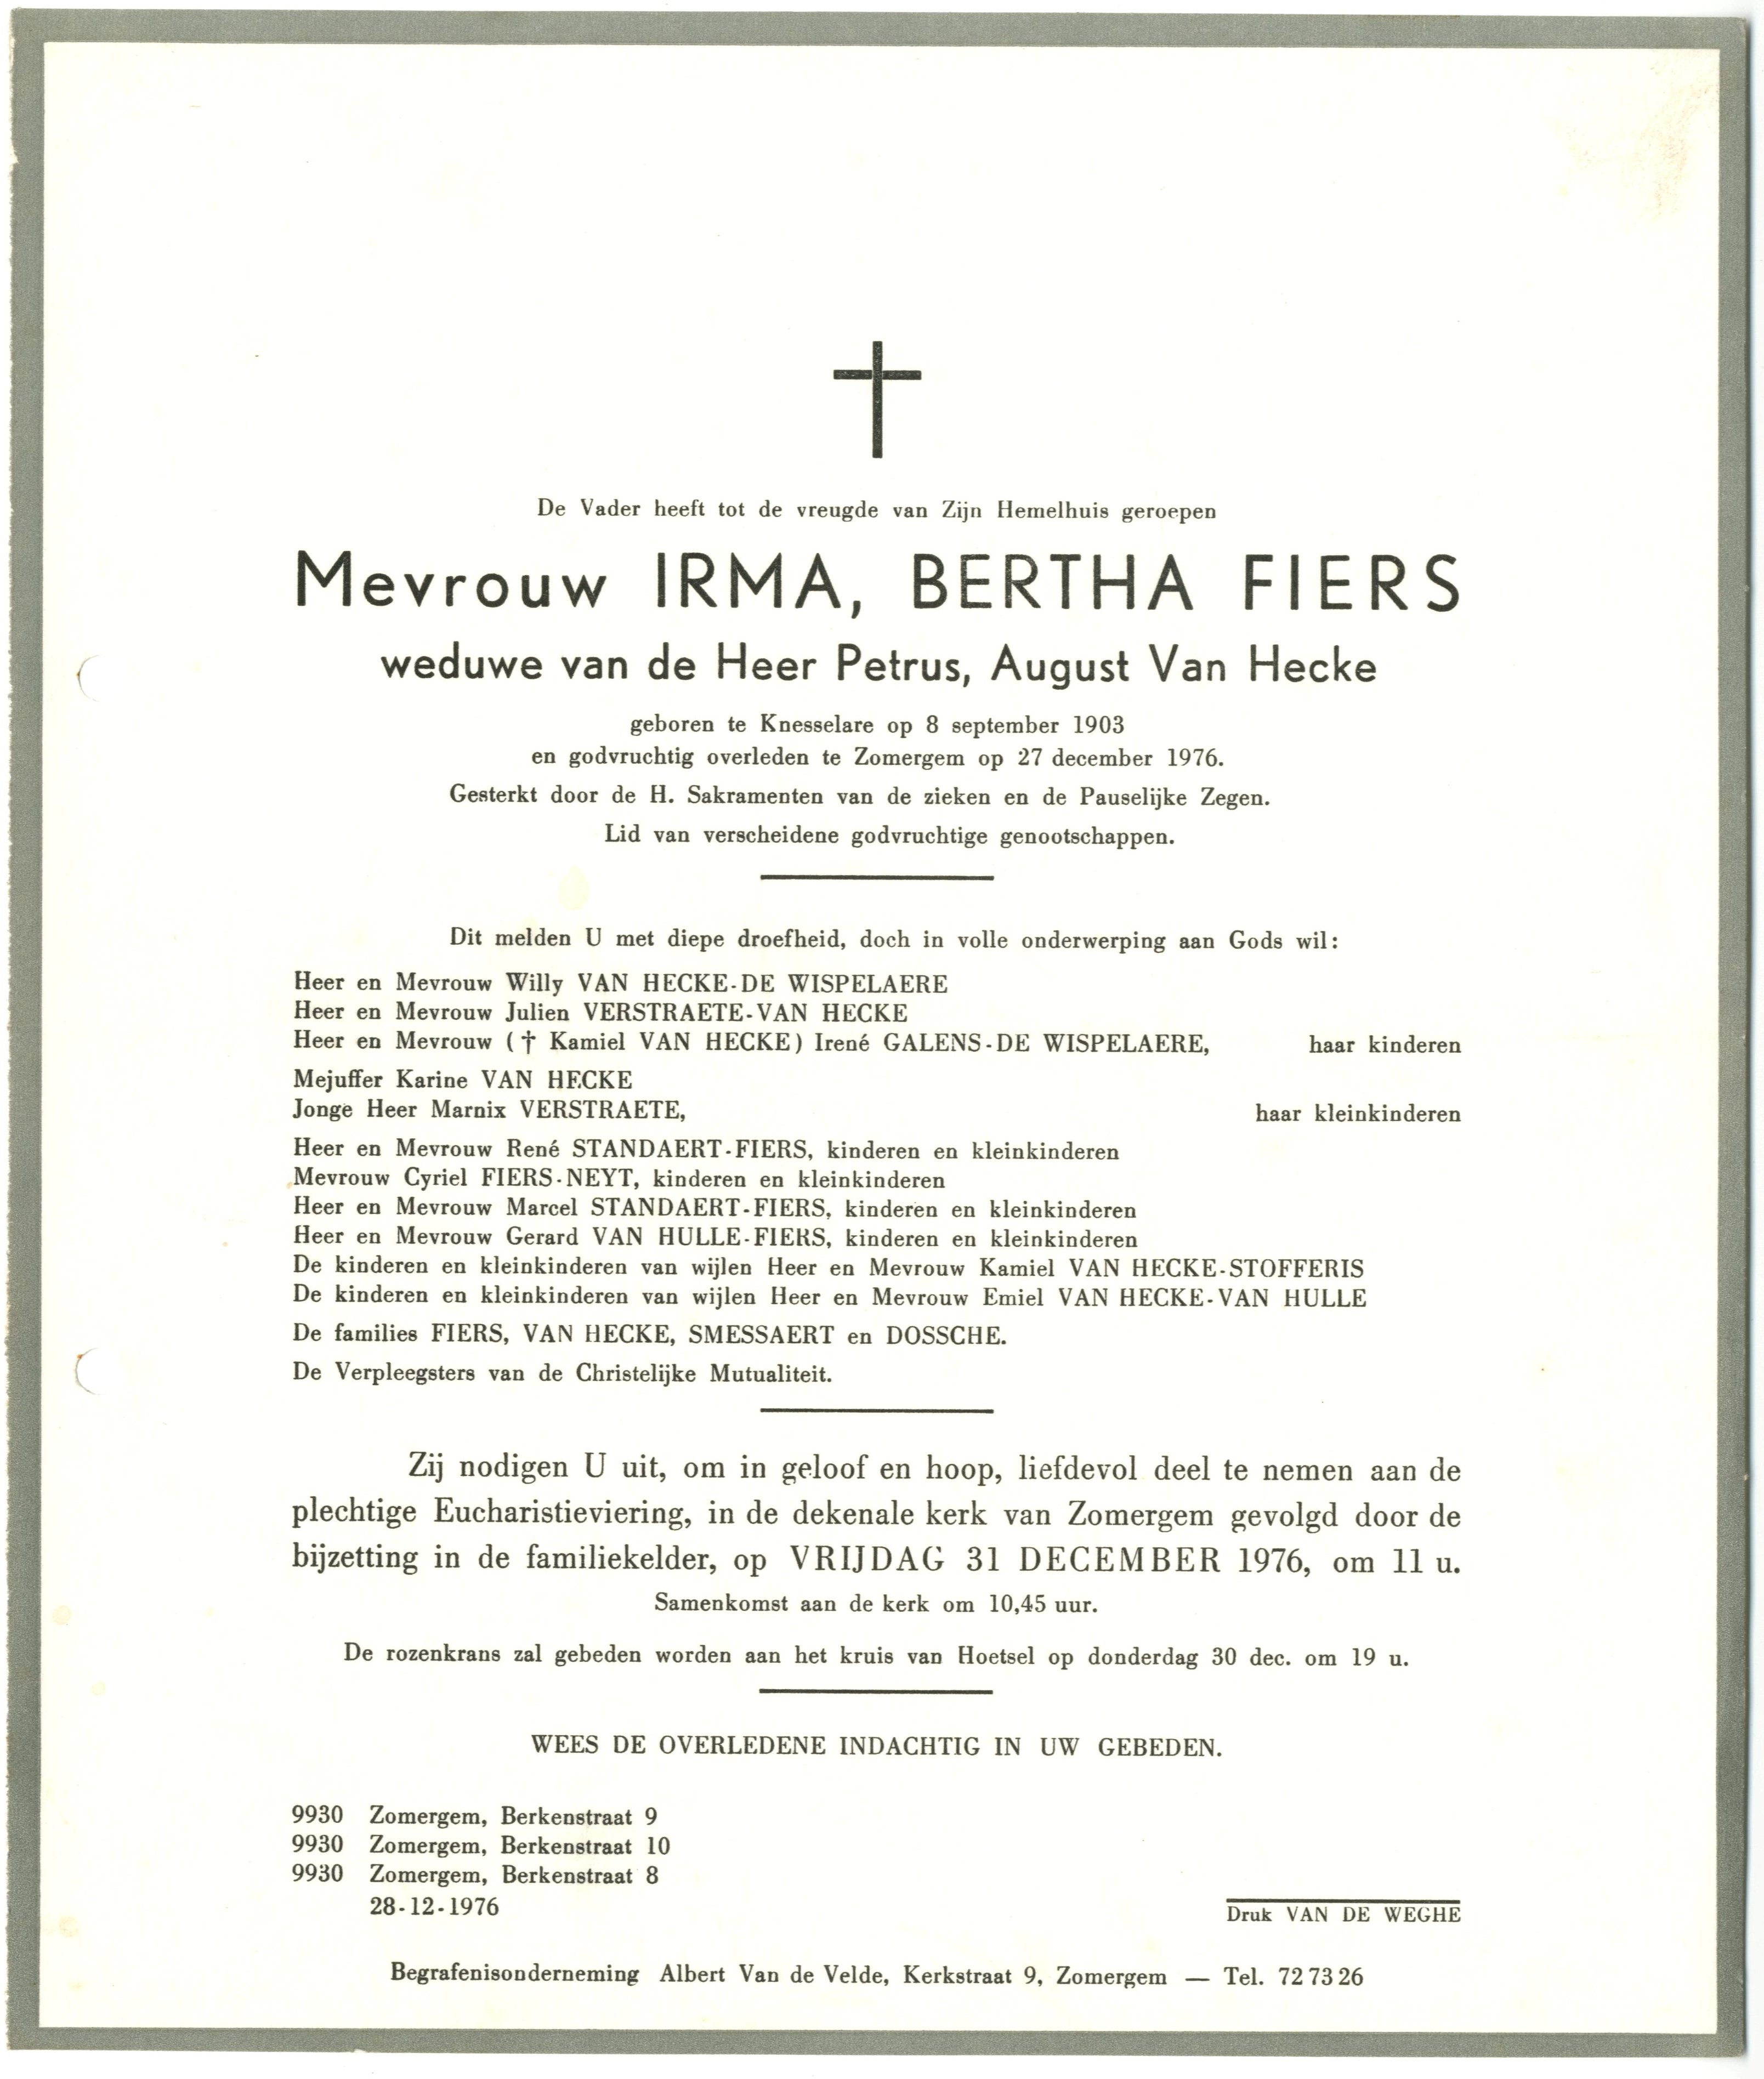 De Vader heeft tot de vreugde van Zijn Hemelhuis geroepen
Mevrouw IRMA, BERTHA FIERS
weduwe van de Heer Petrus, August Van Hecke
geboren te Knesselare op 8 september 1903
en godvruchtig overleden te Zomergem op 27 december 1976.
Gesterkt door de H. Sakramenten van de zieken en de Pauselijke Zegen.
Lid van verscheidene godvruchtige genootschappen.
Dit melden U met diepe droefheid, doch in volle onderwerping aan Gods wil:
Heer en Mevrouw Willy VAN HECKE-DE WISPELAERE
Heer en Mevrouw Julien VERSTRAETE-VAN HECKE
Heer en Mevrouw († Kamiel VAN HECKE) Irené GALENS-DE WISPELAERE, haar kinderen
Mejuffer Karine VAN HECKE
Jonge Heer Marnix VERSTRAETE, haar kleinkinderen
Heer en Mevrouw René STANDAERT-FIERS, kinderen en kleinkinderen
Mevrouw Cyriel FIERS-NEYT, kinderen en kleinkinderen
Heer en Mevrouw Marcel STANDAERT-FIERS, kinderen en kleinkinderen
Heer en Mevrouw Gerard VAN HULLE-FIERS, kinderen en kleinkinderen
De kinderen en kleinkinderen van wijlen Heer en Mevrouw Kamiel VAN HECKE-STOFFERIS
De kinderen en kleinkinderen van wijlen Heer en Mevrouw Emiel VAN HECKE-VAN HULLE
De families FIERS, VAN HECKE, SMESSAERT en DOSSCHE.
De Verpleegsters van de Christelijke Mutualiteit.
Zij nodigen U uit, om in geloof en hoop, liefdevol deel te nemen aan de
plechtige Eucharistieviering, in de dekenale kerk van Zomergem gevolgd door de
bijzetting in de familiekelder, op VRIJDAG 31 DECEMBER 1976, om 11 u.
Samenkomst aan de kerk om 10,45 uur.
De rozenkrans zal gebeden worden aan het kruis van Hoetsel op donderdag 30 dec. om 19 u.
WEES DE OVERLEDENE INDACHTIG IN UW GEBEDEN.
9930 Zomergem, Berkenstraat 9
9930 Zomergem, Berkenstraat 10
9930 Zomergem, Berkenstraat 8
28-12-1976
Druk VAN DE WEGHE
Begrafenisonderneming Albert Van de Velde, Kerkstraat 9, Zomergem — Tel. 72 73 26